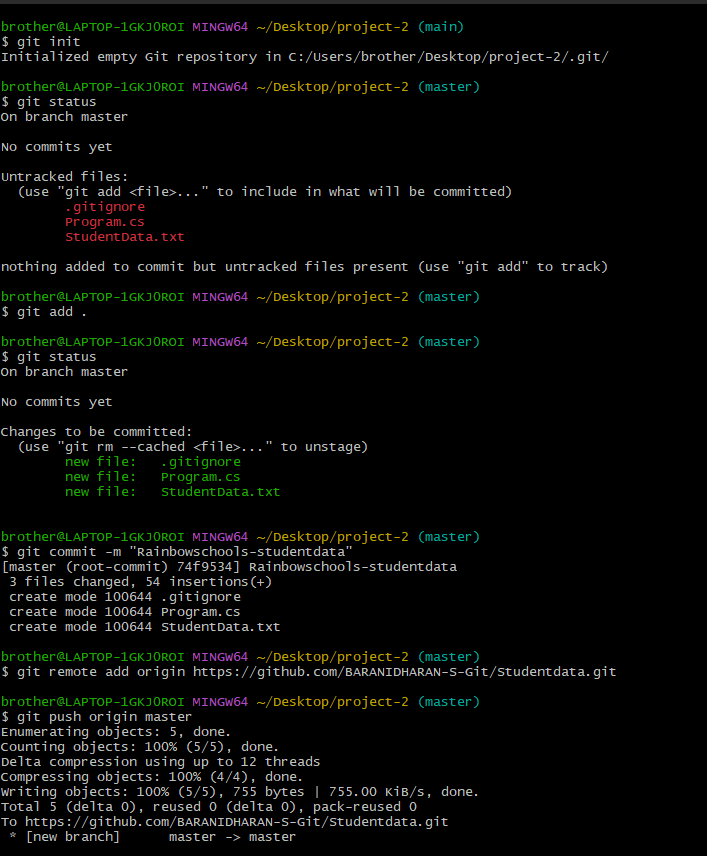 brother@LAPTOP-1GKJ0ROI MINGW64 ~/Desktop/project-2 (main)
$ git init
Initialized empty Git repository in C:/Users/brother/Desktop/project-2/.git/
brother@LAPTOP-1GKJ0ROI MINGW64 ~/Desktop/project-2 (master)
$ git status
On branch master
No commits yet
Untracked files:
  (use "git add <file>..." to include in what will be committed)
        .gitignore
        Program.cs
        StudentData.txt
nothing added to commit but untracked files present (use "git add" to track)
brother@LAPTOP-1GKJ0ROI MINGW64 ~/Desktop/project-2 (master)
$ git add .
brother@LAPTOP-1GKJ0ROI MINGW64 ~/Desktop/project-2 (master)
$ git status
On branch master
No commits yet
Changes to be committed:
  (use "git rm --cached <file>..." to unstage)
        new file:   .gitignore
        new file:   Program.cs
        new file:   StudentData.txt
brother@LAPTOP-1GKJ0ROI MINGW64 ~/Desktop/project-2 (master)
$ git commit -m "Rainbowschools-studentdata"
[master (root-commit) 74f9534] Rainbowschools-studentdata
 3 files changed, 54 insertions(+)
 create mode 100644 .gitignore
 create mode 100644 Program.cs
 create mode 100644 StudentData.txt
brother@LAPTOP-1GKJ0ROI MINGW64 ~/Desktop/project-2 (master)
$ git remote add origin https://github.com/BARANIDHARAN-S-Git/Studentdata.git
brother@LAPTOP-1GKJ0ROI MINGW64 ~/Desktop/project-2 (master)
$ git push origin master
Enumerating objects: 5, done.
Counting objects: 100% (5/5), done.
Delta compression using up to 12 threads
Compressing objects: 100% (4/4), done.
Writing objects: 100% (5/5), 755 bytes | 755.00 KiB/s, done.
Total 5 (delta 0), reused 0 (delta 0), pack-reused 0
To https://github.com/BARANIDHARAN-S-Git/Studentdata.git
 * [new branch]      master -> master